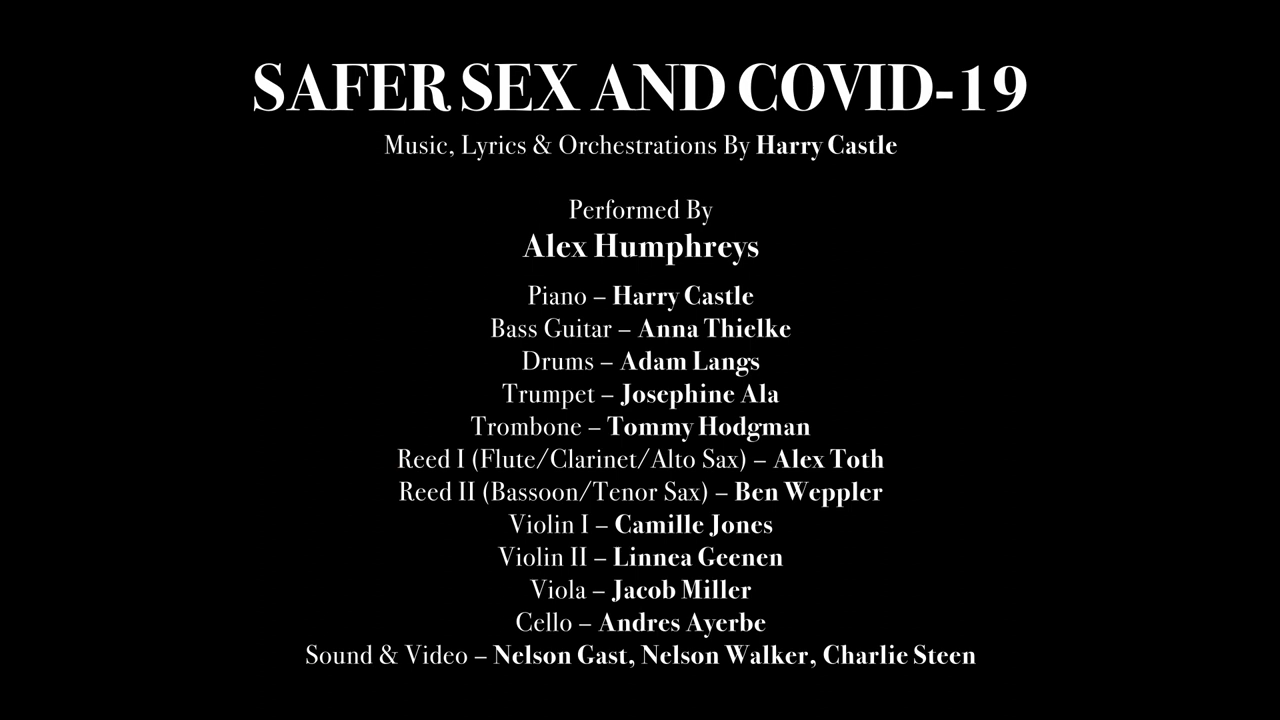 SAFER SEX AND COVID-19
Music, Lyrics & Orchestrations By Harry Castle
Performed By
Alex Humphreys
Piano – Harry Castle
Bass Guitar – Anna Thielke
Drums – Adam Langs
Trumpet – Josephine Ala
Trombone – Tommy Hodgman
Reed I (Flute/Clarinet/Alto Sax) – Alex Toth
Reed II (Bassoon/Tenor Sax) – Ben Weppler
Violin I – Camille Jones
Violin II – Linnea Geenen
Viola – Jacob Miller
Cello – Andres Ayerbe
Sound & Video – Nelson Gast, Nelson Walker, Charlie Steen